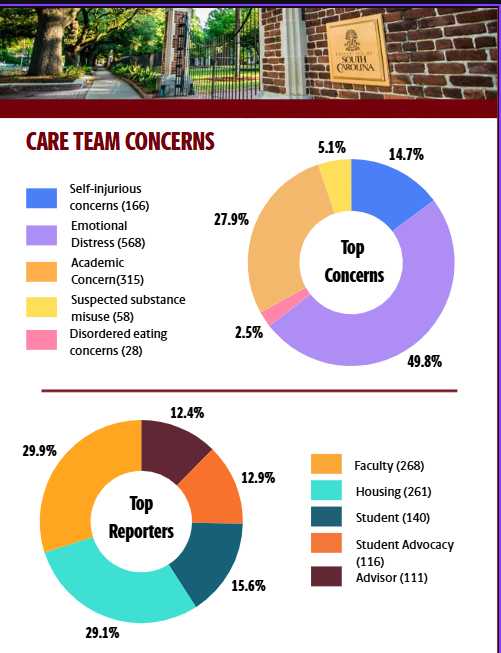 SOUTH
CAROLINA
CARE TEAM CONCERNS
Self-injurious
concerns (166)
Emotional
Distress (568)
Academic
Concern(315)
Suspected substance
misuse (58)
Disordered eating
concerns (28)
5.1%
14.7%
27.9%
Top
Concerns
2.5%
49.8%
12.4%
29.9%
12.9%
Top
Reporters
15.6%
29.1%
Faculty (268)
Housing (261)
Student (140)
Student Advocacy
(116)
Advisor (111)